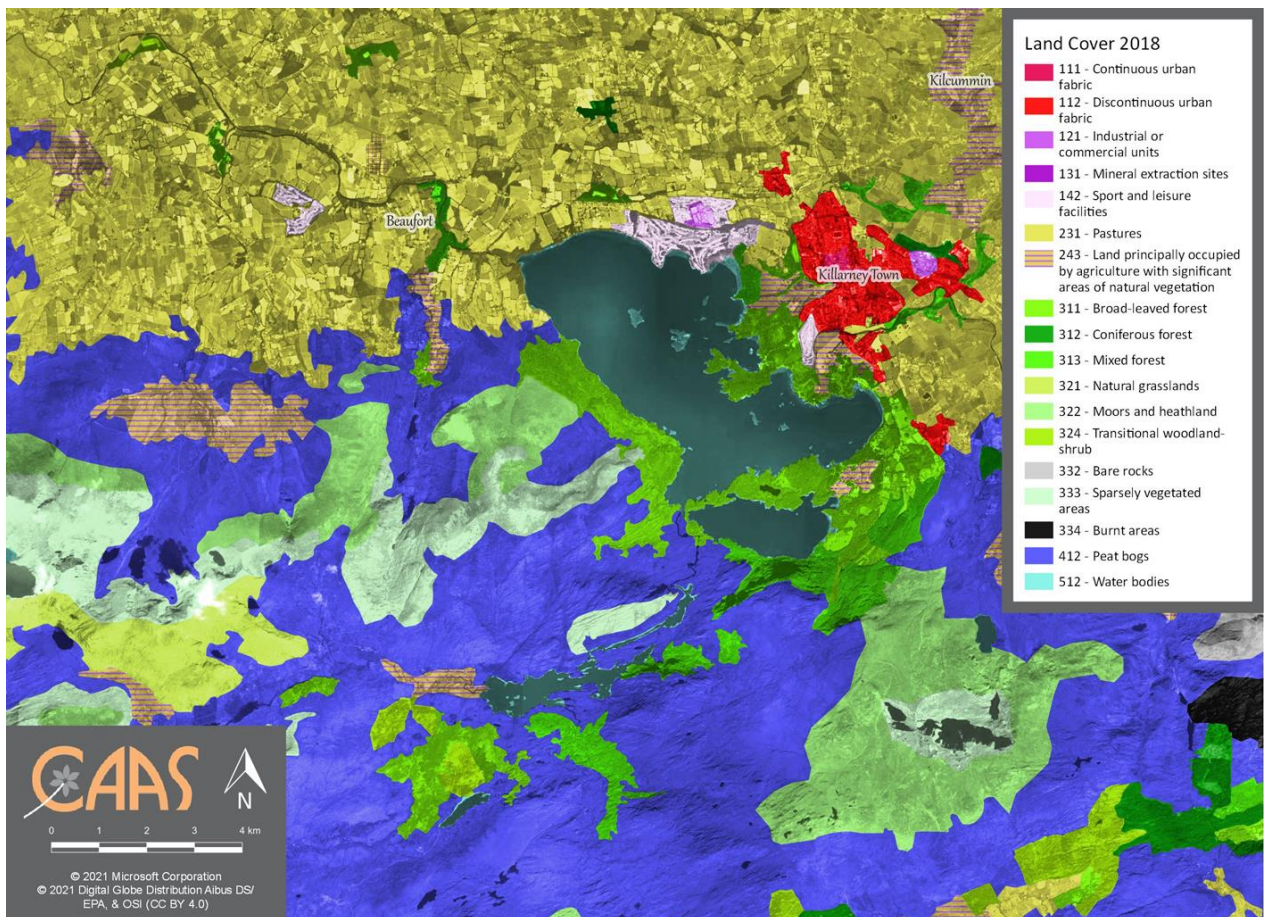 Kilcummin
Beaufort
Killarney Town
Land Cover 2018
111 - Continuous urban
fabric
112 - Discontinuous urban
fabric
121 - Industrial or
commercial units
131 - Mineral extraction sites
142 - Sport and leisure
facilities
231 - Pastures
243 - Land principally occupied
by agriculture with significant
areas of natural vegetation
311 - Broad-leaved forest
312 - Coniferous forest
313 - Mixed forest
321 - Natural grasslands
322 - Moors and heathland
324 - Transitional woodland-
shrub
332 - Bare rocks
333 - Sparsely vegetated
areas
334 - Burnt areas
412 - Peat bogs
512 - Water bodies
CAAS
N
0 1 2 3 4 km
© 2021 Microsoft Corporation
© 2021 Digital Globe Distribution Aibus DS/
EPA, & OSI (CC BY 4.0)